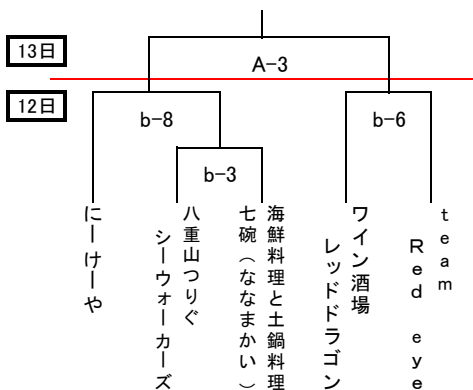 13日
A-3
12日
b-8
b-6
b-3
にーけーや
八重山つりぐ
シーウォーカーズ
海鮮料理と土鍋料理
七碗（ななまかい）
ワイン酒場
レッドドラゴン
team
Red eye